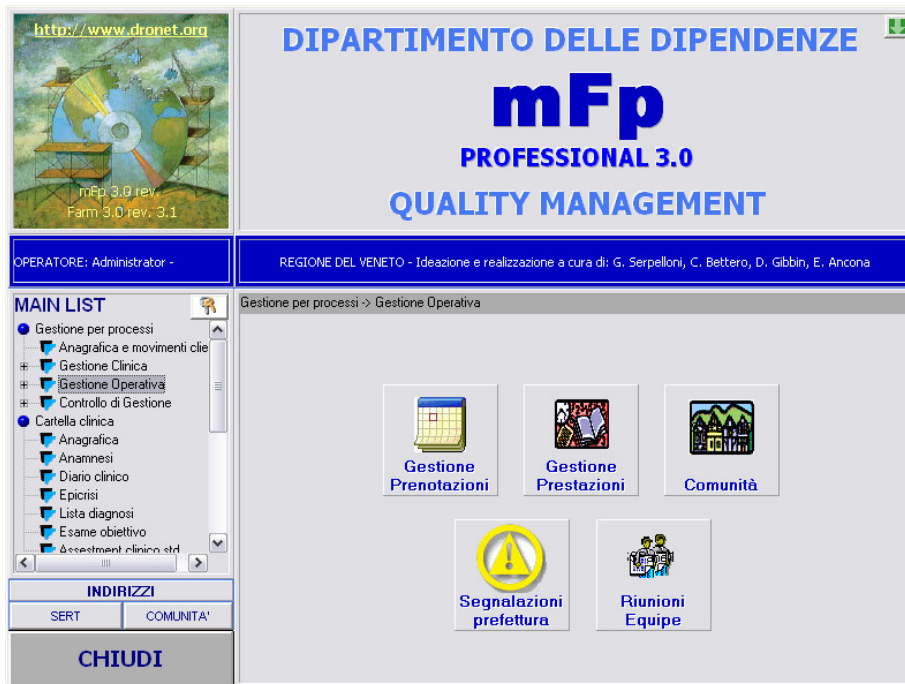 http://www.dronet.org
mFp 3.0 rev.
Farm 3.0 rev. 3.1
DIPARTIMENTO DELLE DIPENDENZE
mFp
PROFESSIONAL 3.0
QUALITY MANAGEMENT
OPERATORE: Administrator -
REGIONE DEL VENETO - Ideazione e realizzazione a cura di: G. Serpelloni, C. Bettero, D. Gibbin, E. Ancona
MAIN LIST
Gestione per processi
Anagrafica e movimenti clie
Gestione Clinica
Gestione Operativa
Controllo di Gestione
Cartella clinica
Anagrafica
Anamnesi
Diario clinico
Epicrisi
Lista diagnosi
Esame obiettivo
Assestment clinico std
INDIRIZZI
SERT
COMUNITA'
CHIUDI
Gestione per processi -> Gestione Operativa
Gestione
Prenotazioni
Gestione
Prestazioni
Comunità
Segnalazioni
prefettura
Riunioni
Equipe